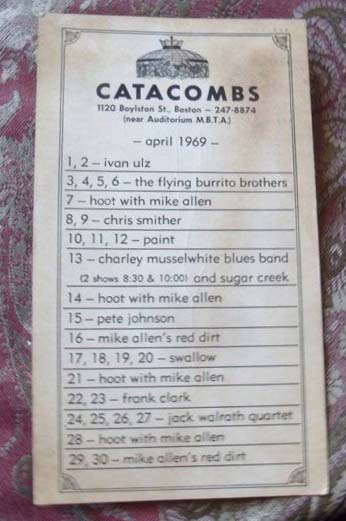 CATACOMBS
1120 Boylston St., Boston – 247-8874
(near Auditorium M.B.T.A.)
– april 1969 –
1, 2 – ivan ulz
3, 4, 5, 6 – the flying burrito brothers
7 – hoot with mike allen
8, 9 – chris smither
10, 11, 12 – paint
13 – charley musselwhite blues band
(2 shows 8:30 & 10:00) and sugar creek
14 – hoot with mike allen
15 – pete johnson
16 – mike allen's red dirt
17, 18, 19, 20 – swallow
21 – hoot with mike allen
22, 23 – frank clark
24, 25, 26, 27 – jack walrath quartet
28 – hoot with mike allen
29, 30 – mike allen's red dirt